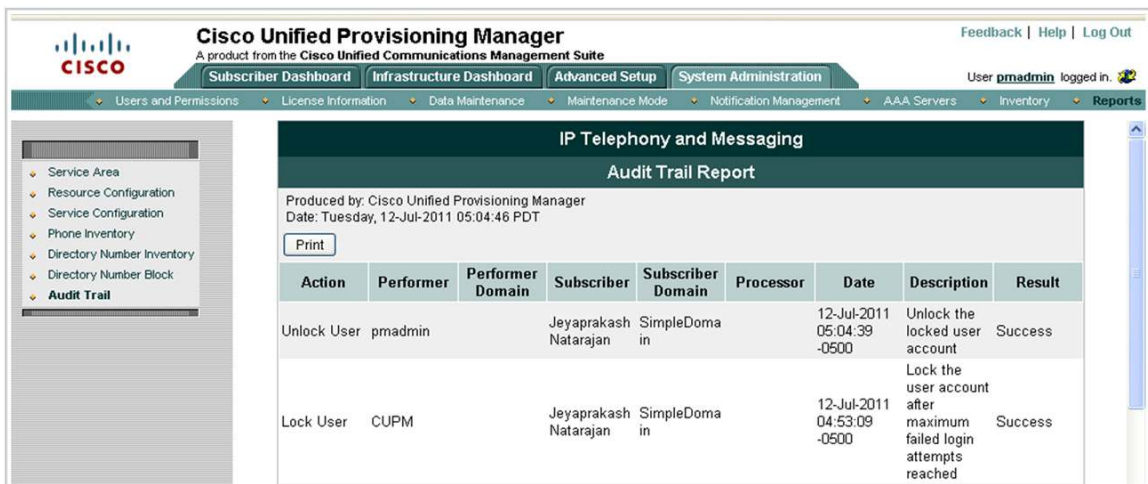 CISCO
Cisco Unified Provisioning Manager
A product from the Cisco Unified Communications Management Suite
Feedback | Help | Log Out
Subscriber Dashboard
Infrastructure Dashboard
Advanced Setup
System Administration
User pmadmin logged in.
Users and Permissions
License Information
Data Maintenance
Maintenance Mode
Notification Management
AAA Servers
Inventory
Reports
Service Area
Resource Configuration
Service Configuration
Phone Inventory
Directory Number Inventory
Directory Number Block
Audit Trail
IP Telephony and Messaging
Audit Trail Report
Produced by: Cisco Unified Provisioning Manager
Date: Tuesday, 12-Jul-2011 05:04:46 PDT
Print
Action
Performer
Performer
Domain
Subscriber
Subscriber
Domain
Processor
Date
Description
Result
Unlock User
pmadmin
Jeyaprakash
Natarajan
SimpleDoma
in
12-Jul-2011
05:04:39
-0500
Unlock the
locked user
account
Success
Lock User
CUPM
Jeyaprakash
Natarajan
SimpleDoma
in
12-Jul-2011
04:53:09
-0500
Lock the
user account
after
maximum
failed login
attempts
reached
Success